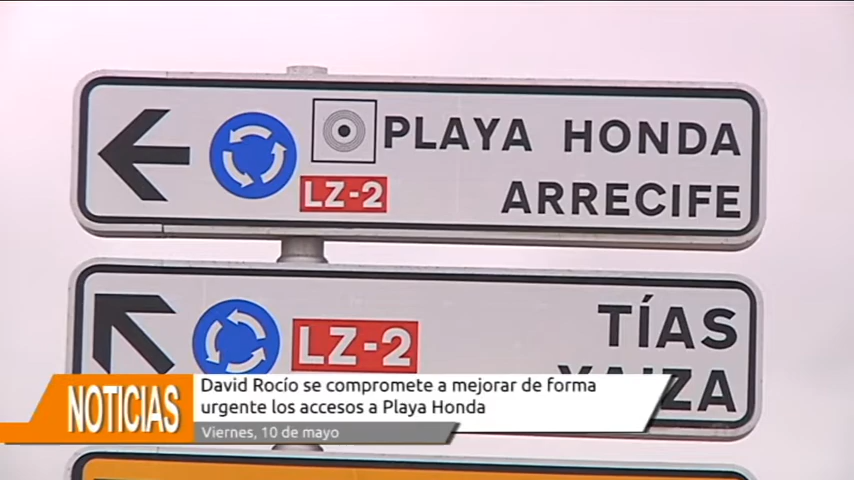 PLAYA HONDA
LZ-2 ARRECIFE
LZ-2 TÍAS
YAIZA
NOTICIAS
David Rocío se compromete a mejorar de forma
urgente los accesos a Playa Honda
Viernes, 10 de mayo